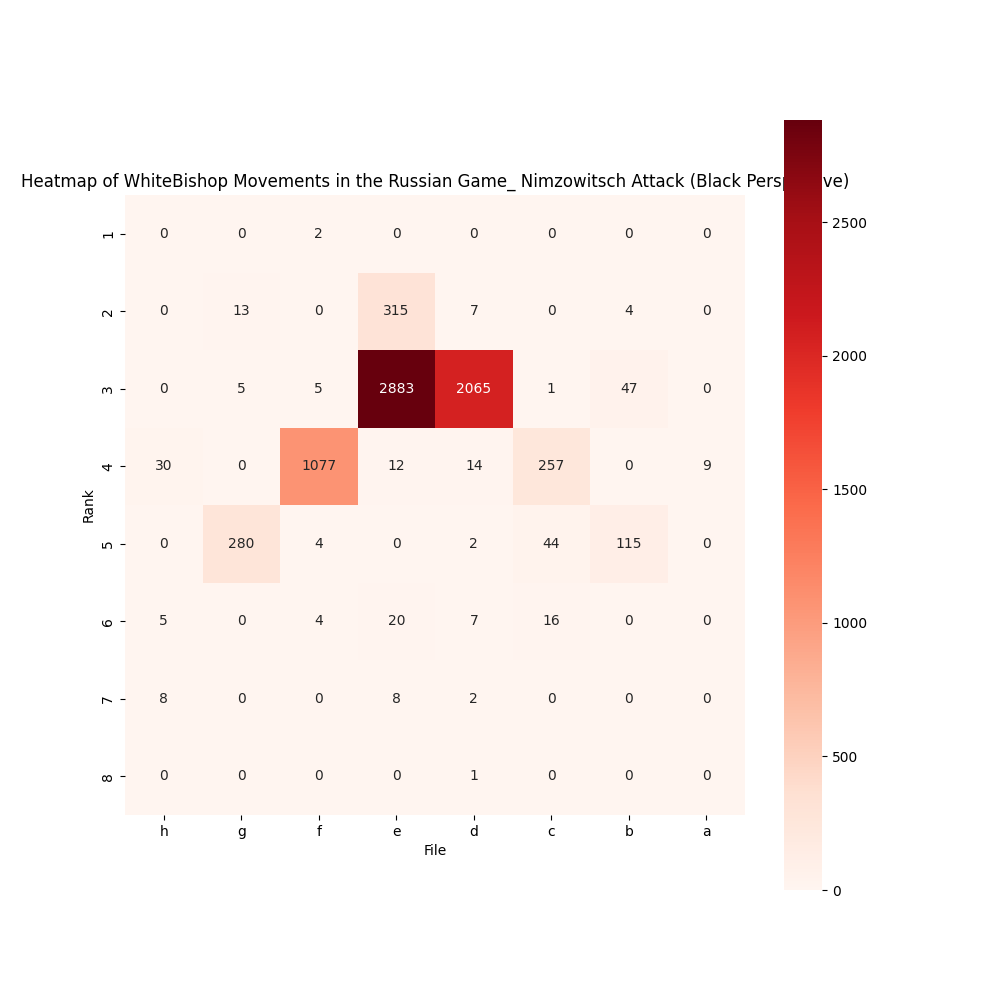 Heatmap of WhiteBishop Movements in the Russian Game_ Nimzowitsch Attack (Black Perspective)
2500
2000
1500
1000
500
0
Rank
1 0 0 2 0 0 0 0 0
2 0 13 0 315 7 0 4 0
3 0 5 5 2883 2065 1 47 0
4 30 0 1077 12 14 257 0 9
5 0 280 4 0 2 44 115 0
6 5 0 4 20 7 16 0 0
7 8 0 0 8 2 0 0 0
8 0 0 0 0 1 0 0 0
h g f e d c b a
File